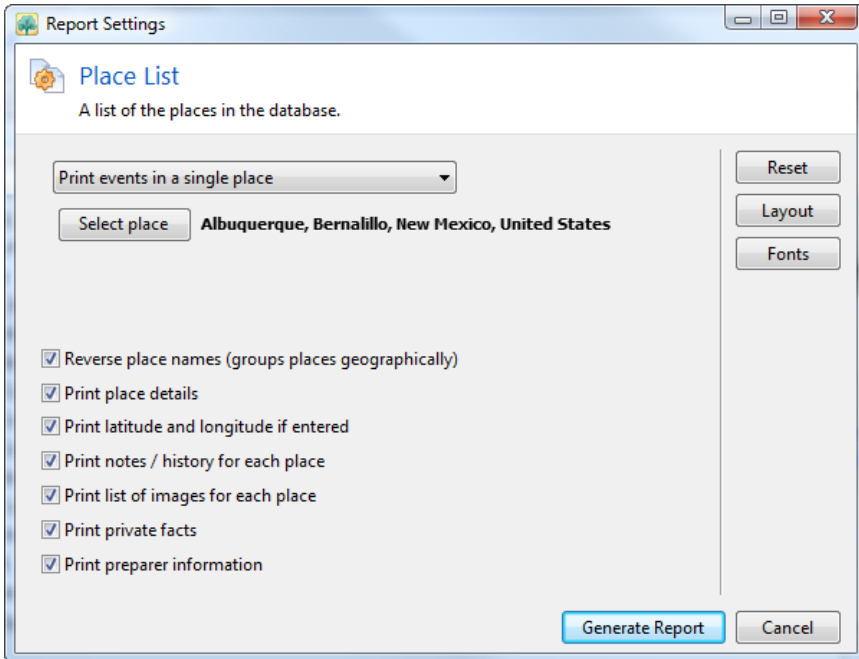 Report Settings
Place List
A list of the places in the database.
Print events in a single place
Reset
Select place Albuquerque, Bernalillo, New Mexico, United States
Layout
Fonts
Reverse place names (groups places geographically)
Print place details
Print latitude and longitude if entered
Print notes / history for each place
Print list of images for each place
Print private facts
Print preparer information
Generate Report Cancel